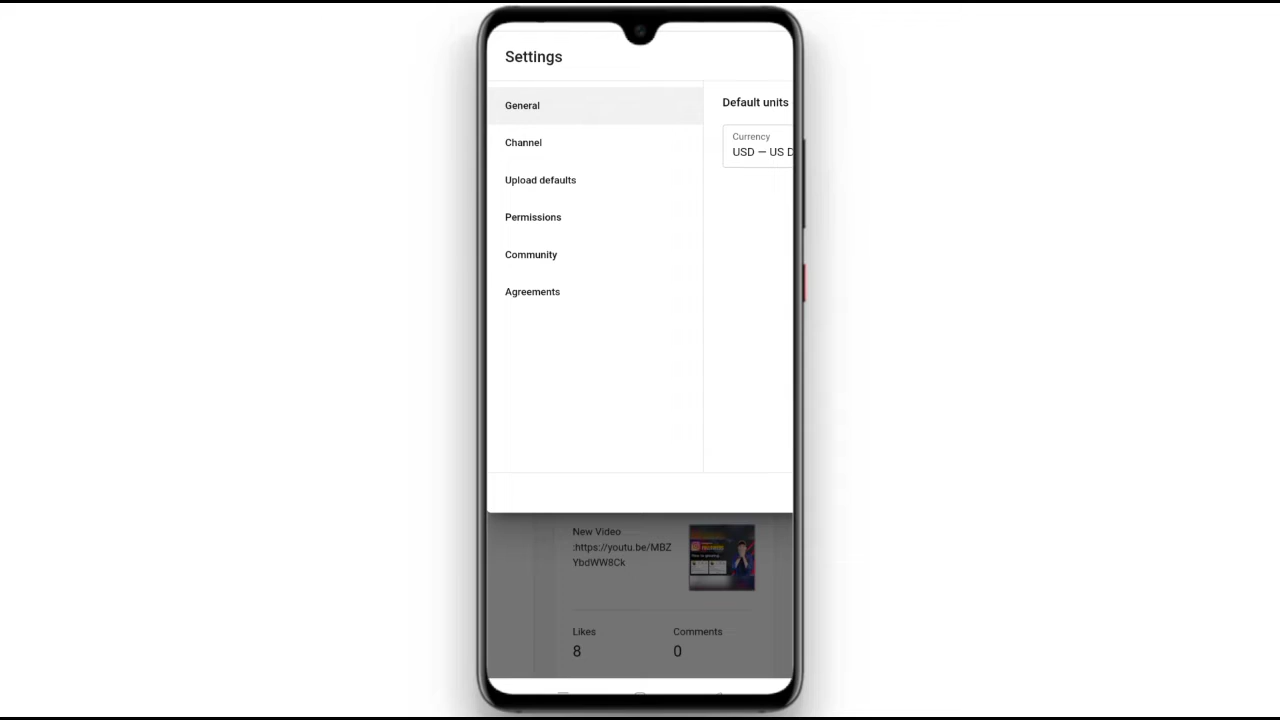 Settings
General
Channel
Upload defaults
Permissions
Community
Agreements
Default units
Currency
USD — US D
New Video
:https://youtu.be/MBZ
YbdWW8Ck
Likes
Comments
8
0